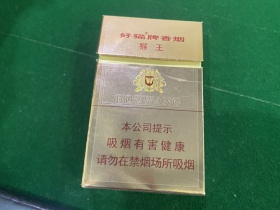 好猫牌香烟
猴王
本公司提示
吸烟有害健康
请勿在禁烟场所吸烟